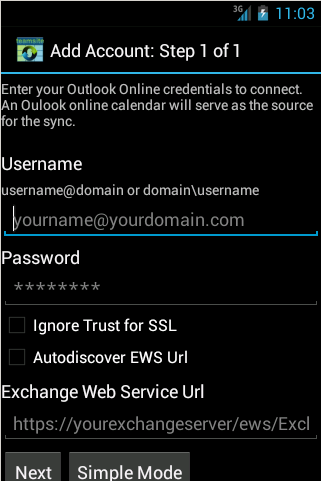 3G 11:03
teamsite
Add Account: Step 1 of 1
Enter your Outlook Online credentials to connect.
An Oulook online calendar will serve as the source
for the sync.
Username
username@domain or domain\username
yourname@yourdomain.com
Password
********
Ignore Trust for SSL
Autodiscover EWS Url
Exchange Web Service Url
https://yourexchangeserver/ews/Excl
Next Simple Mode